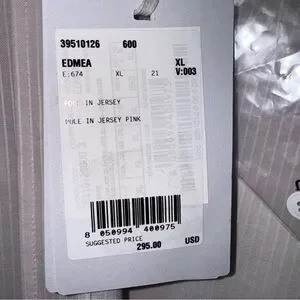 39510126 600
EDMEA XL
E:674 XL 21 V:003
IN JERSEY
IN JERSEY PINK
8 050994 400975
SUGGESTED PRICE
295.00 USD